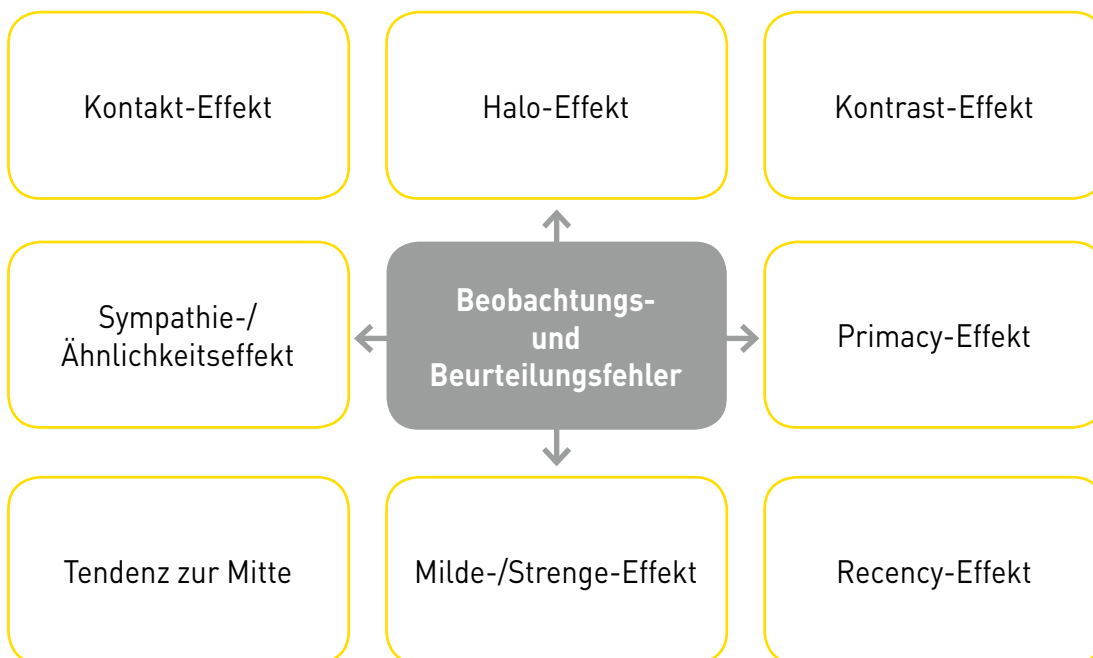 Kontakt-Effekt
Halo-Effekt
Kontrast-Effekt
Sympathie-/
Ähnlichkeitseffekt
Beobachtungs-
und
Beurteilungsfehler
Primacy-Effekt
Tendenz zur Mitte
Milde-/Strenge-Effekt
Recency-Effekt